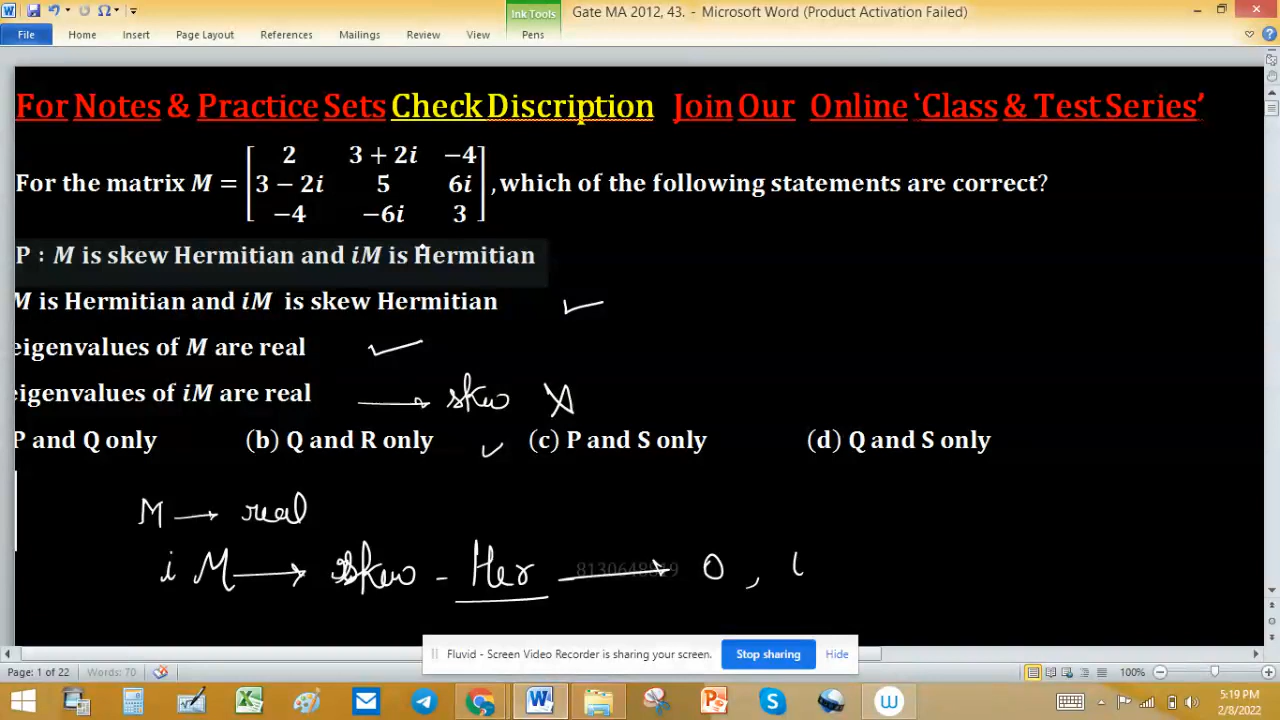 Gate MA 2012, 43. - Microsoft Word (Product Activation Failed)
Ink Tools
File Home Insert Page Layout References Mailings Review View Pens
For Notes & Practice Sets Check Discription Join Our Online 'Class & Test Series'
For the matrix M = [2 3 + 2i −4
3 − 2i 5 6i
−4 −6i 3], which of the following statements are correct?
P : M is skew Hermitian and iM is Hermitian
M is Hermitian and iM is skew Hermitian ✓
eigenvalues of M are real ✓
eigenvalues of iM are real → skew
P and Q only (b) Q and R only ✓ (c) P and S only (d) Q and S only
M → real
i M → skew - Her → 0 ,
Fluvid - Screen Video Recorder is sharing your screen. Stop sharing Hide
Page: 1 of 22 Words: 70 100%
5:19 PM
2/8/2022